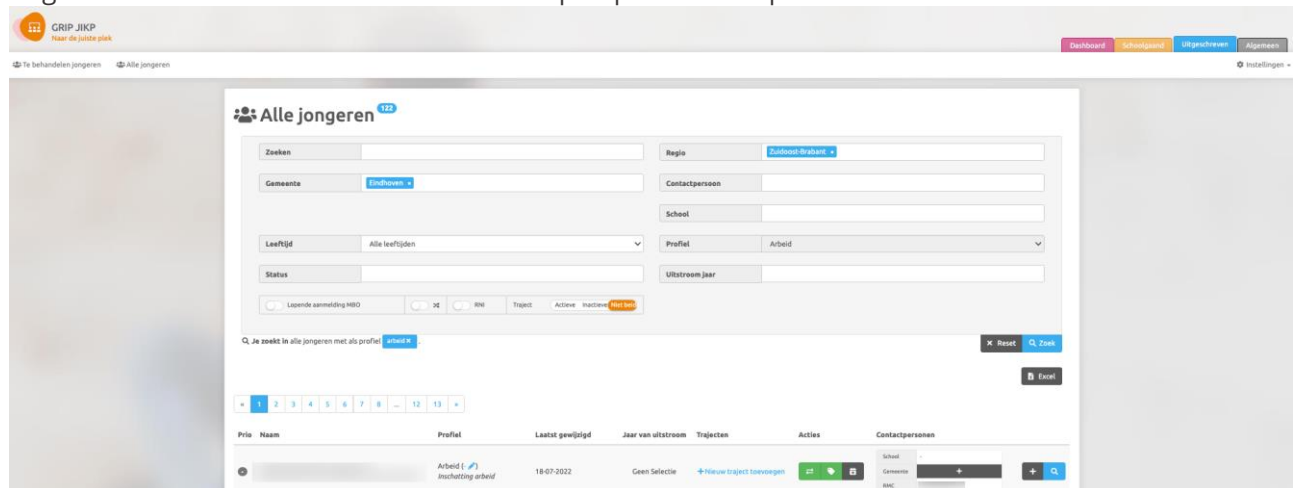 GRIP JIKP
Naar de juiste plek
Dashboard Schoolgaand Uitgeschreven Algemeen
Te behandelen jongeren Alle jongeren Instellingen
Alle jongeren 122
Zoeken Regio Zuidoost-Brabant ×
Gemeente Eindhoven × Contactpersoon
School
Leeftijd Alle leeftijden Profiel Arbeid
Status Uitstroom jaar
Lopende aanmelding MBO RNI Traject Actieve Inactieve Niet
Je zoekt in alle jongeren met als profiel arbeid × .
× Reset Zoek
Excel
« 1 2 3 4 5 6 7 8 ... 12 13 »
Prio Naam Profiel Laatst gewijzigd Jaar van uitstroom Trajecten Acties Contactpersonen
School -
Arbeid (- ) 18-07-2022 Geen Selectie +Nieuw traject toevoegen Gemeente + +
Inschatting arbeid
RMC